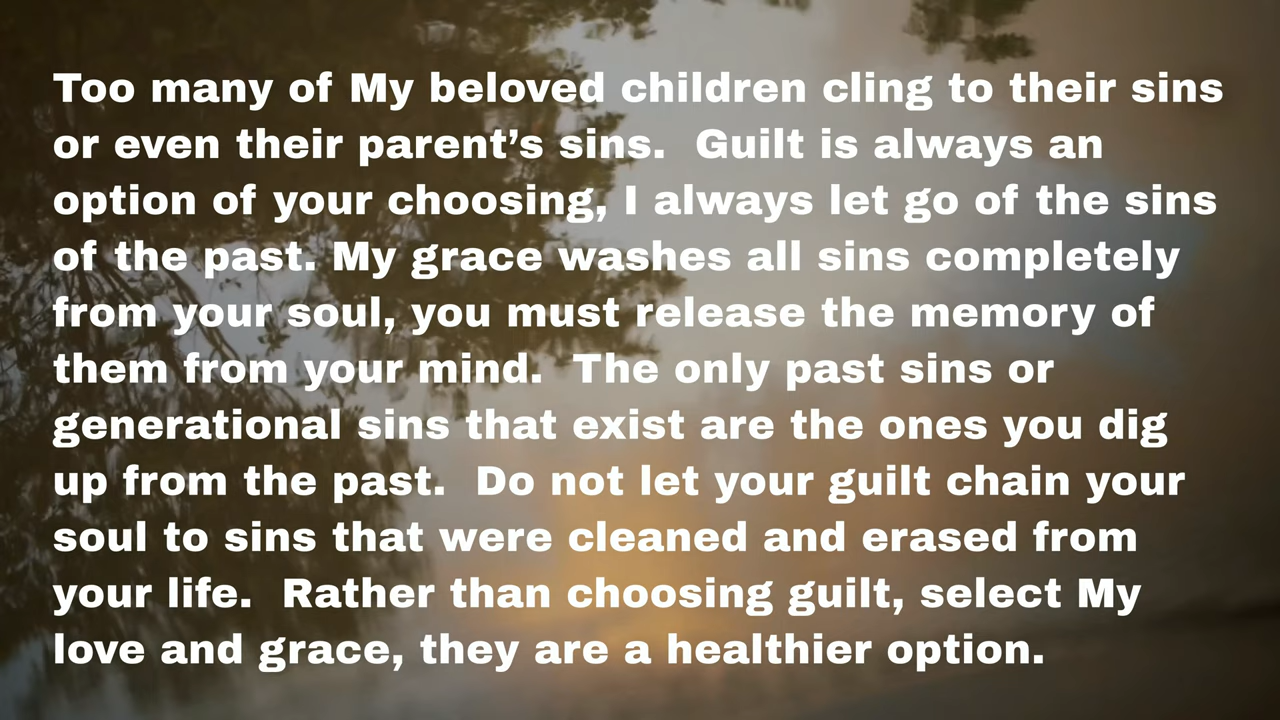 Too many of My beloved children cling to their sins
or even their parent’s sins.  Guilt is always an
option of your choosing, I always let go of the sins
of the past. My grace washes all sins completely
from your soul, you must release the memory of
them from your mind.  The only past sins or
generational sins that exist are the ones you dig
up from the past.  Do not let your guilt chain your
soul to sins that were cleaned and erased from
your life.  Rather than choosing guilt, select My
love and grace, they are a healthier option.